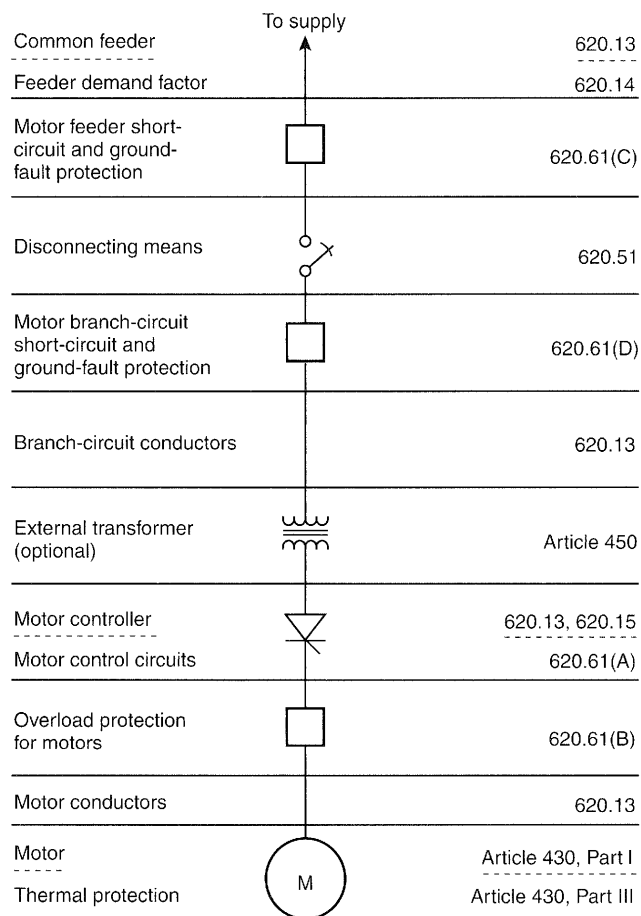 To supply
Common feeder 620.13
Feeder demand factor 620.14
Motor feeder short-
circuit and ground-
fault protection
620.61(C)
Disconnecting means 620.51
Motor branch-circuit
short-circuit and
ground-fault protection
620.61(D)
Branch-circuit conductors 620.13
External transformer
(optional)
Article 450
Motor controller 620.13, 620.15
Motor control circuits 620.61(A)
Overload protection
for motors
620.61(B)
Motor conductors 620.13
Motor Article 430, Part I
M
Thermal protection Article 430, Part III